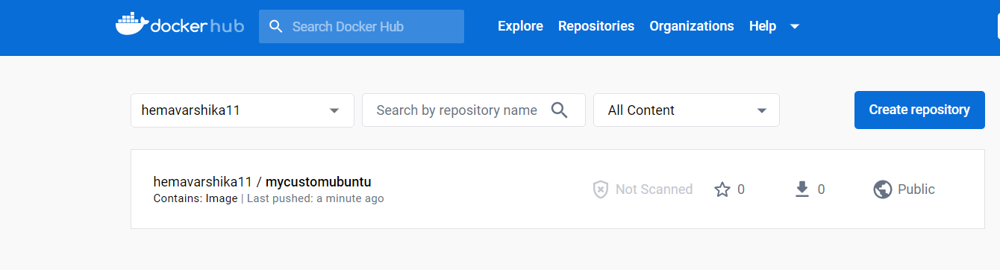 docker hub Search Docker Hub Explore Repositories Organizations Help
hemavarshika11 Search by repository name All Content Create repository
hemavarshika11 / mycustomubuntu Not Scanned 0 0 Public
Contains: Image | Last pushed: a minute ago